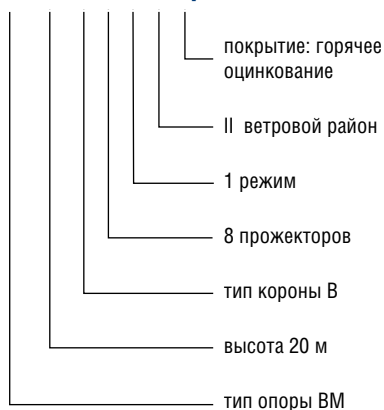 покрытие: горячее
оцинкование
II ветровой район
1 режим
8 прожекторов
тип короны В
высота 20 м
тип опоры ВМ